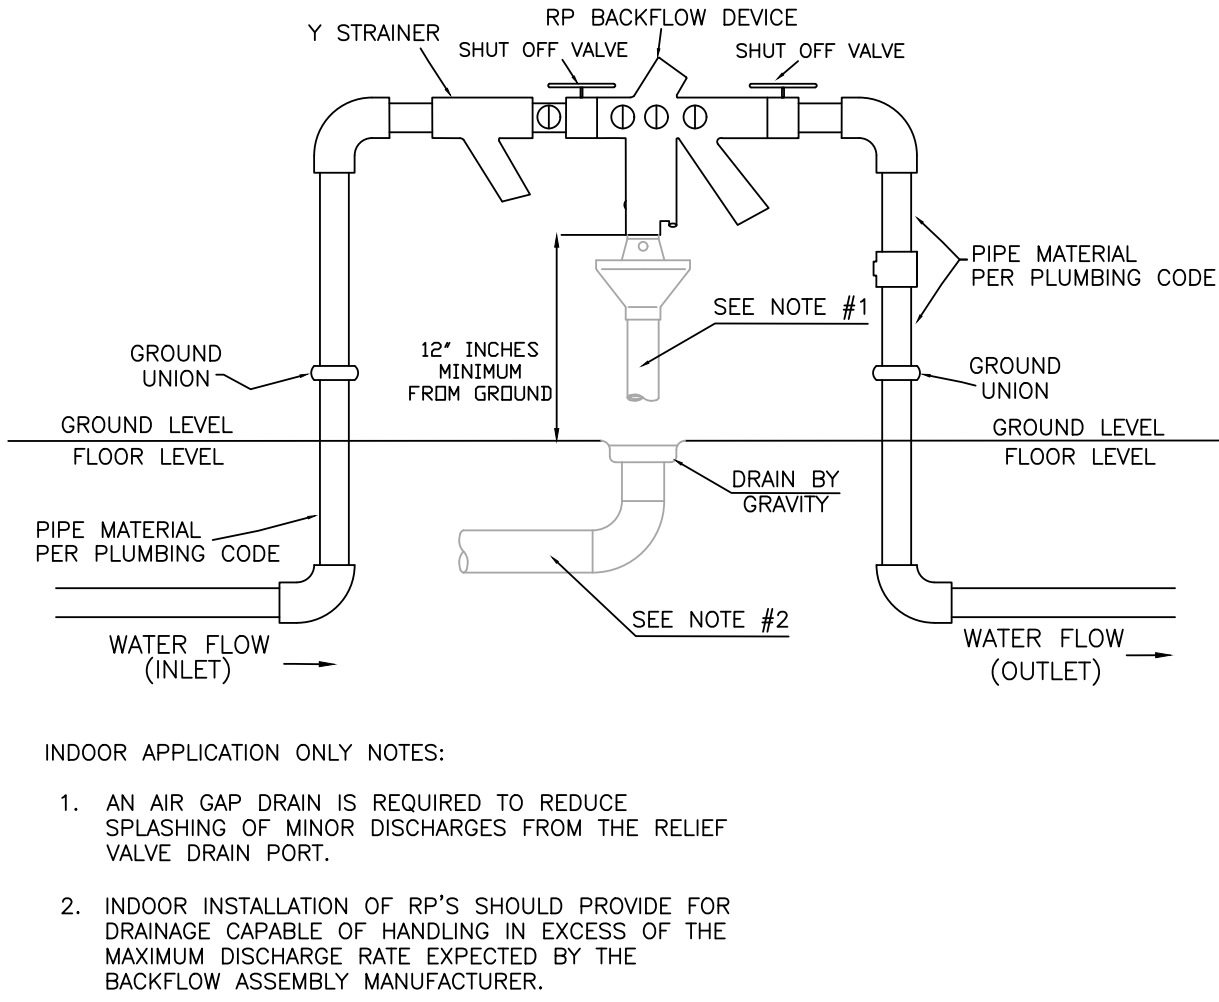 RP BACKFLOW DEVICE
Y STRAINER
SHUT OFF VALVE
SHUT OFF VALVE
PIPE MATERIAL
PER PLUMBING CODE
SEE NOTE #1
12" INCHES
MINIMUM
FROM GROUND
GROUND
UNION
GROUND
UNION
GROUND LEVEL
FLOOR LEVEL
GROUND LEVEL
FLOOR LEVEL
DRAIN BY
GRAVITY
PIPE MATERIAL
PER PLUMBING CODE
SEE NOTE #2
WATER FLOW
(INLET)
WATER FLOW
(OUTLET)
INDOOR APPLICATION ONLY NOTES:
1. AN AIR GAP DRAIN IS REQUIRED TO REDUCE
SPLASHING OF MINOR DISCHARGES FROM THE RELIEF
VALVE DRAIN PORT.
2. INDOOR INSTALLATION OF RP'S SHOULD PROVIDE FOR
DRAINAGE CAPABLE OF HANDLING IN EXCESS OF THE
MAXIMUM DISCHARGE RATE EXPECTED BY THE
BACKFLOW ASSEMBLY MANUFACTURER.